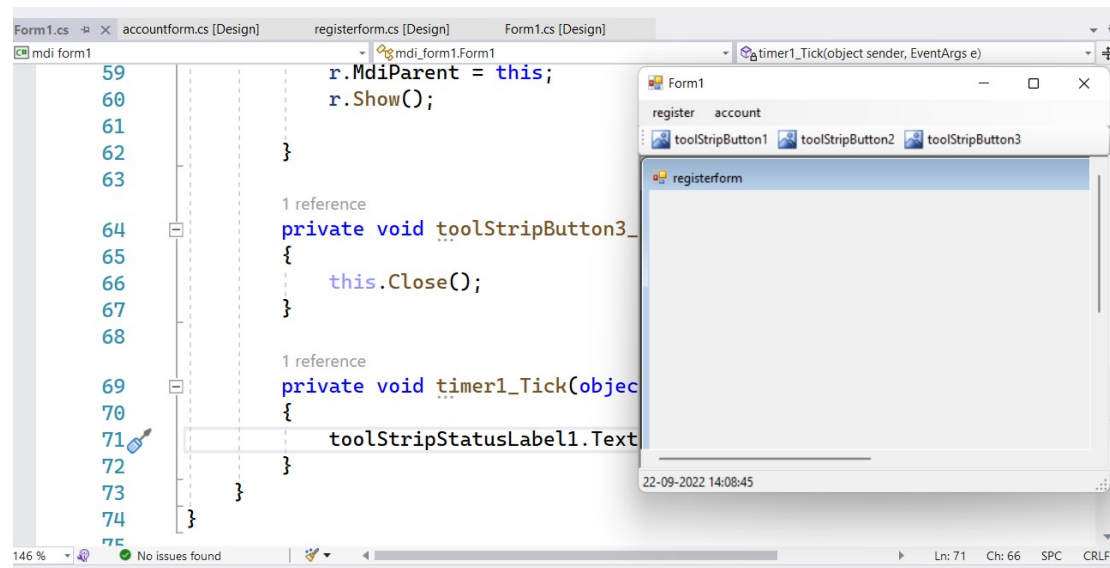 Form1.cs accountform.cs [Design] registerform.cs [Design] Form1.cs [Design]
C# mdi form1 mdi_form1.Form1 timer1_Tick(object sender, EventArgs e)
59 r.MdiParent = this;
60 r.Show();
61
62 }
63
1 reference
64 private void toolStripButton3_
65 {
66 this.Close();
67 }
68
1 reference
69 private void timer1_Tick(objec
70 {
71 toolStripStatusLabel1.Text
72 }
73 }
74 }
75
Form1
register account
toolStripButton1 toolStripButton2 toolStripButton3
registerform
22-09-2022 14:08:45
146 % No issues found Ln: 71 Ch: 66 SPC CRLF